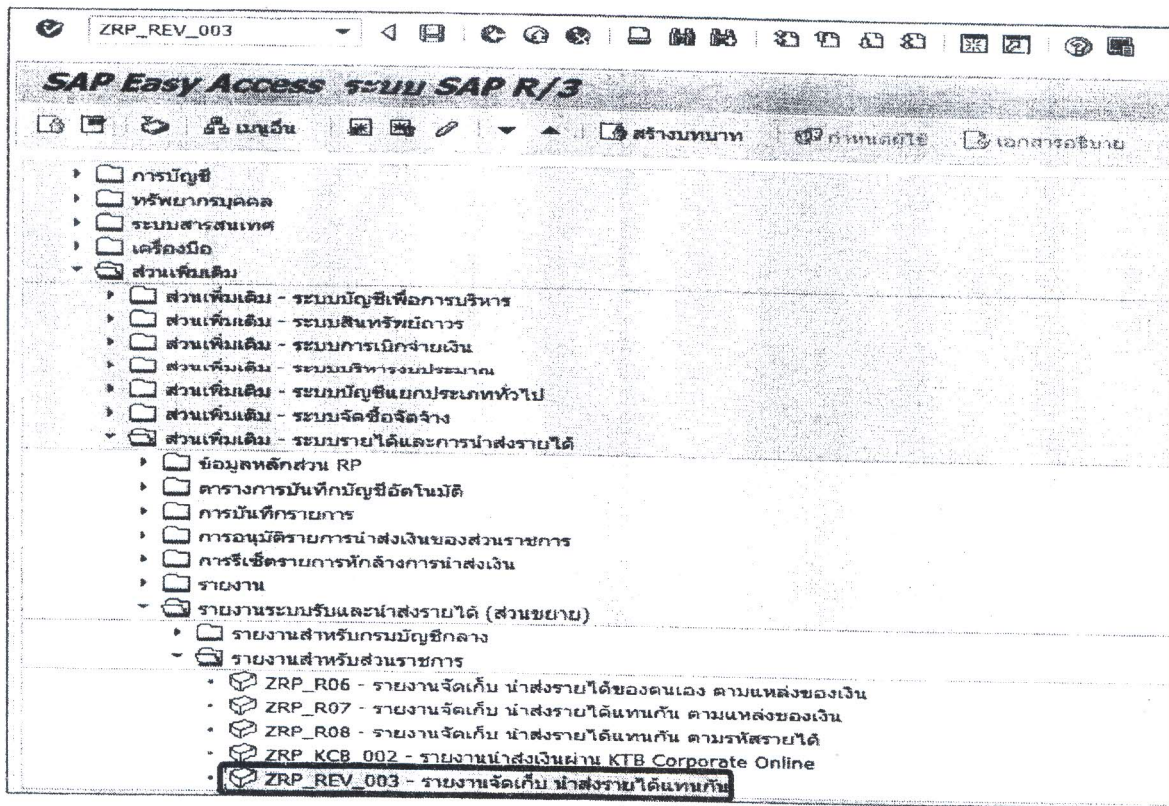 ZRP_REV_003
SAP Easy Access ระบบ SAP R/3
เมนูอื่น สร้างบทบาท กำหนดผู้ใช้ เอกสารอธิบาย
การบัญชี
ทรัพยากรบุคคล
ระบบสารสนเทศ
เครื่องมือ
ส่วนเพิ่มเติม
ส่วนเพิ่มเติม - ระบบบัญชีเพื่อการบริหาร
ส่วนเพิ่มเติม - ระบบสินทรัพย์ถาวร
ส่วนเพิ่มเติม - ระบบการเบิกจ่ายเงิน
ส่วนเพิ่มเติม - ระบบบริหารงบประมาณ
ส่วนเพิ่มเติม - ระบบบัญชีแยกประเภททั่วไป
ส่วนเพิ่มเติม - ระบบจัดซื้อจัดจ้าง
ส่วนเพิ่มเติม - ระบบรายได้และการนำส่งรายได้
ข้อมูลหลักส่วน RP
ตารางการบันทึกบัญชีอัตโนมัติ
การบันทึกรายการ
การอนุมัติรายการนำส่งเงินของส่วนราชการ
การรีเซ็ตรายการหักล้างการนำส่งเงิน
รายงาน
รายงานระบบรับและนำส่งรายได้ (ส่วนขยาย)
รายงานสำหรับกรมบัญชีกลาง
รายงานสำหรับส่วนราชการ
ZRP_R06 - รายงานจัดเก็บ นำส่งรายได้ของตนเอง ตามแหล่งของเงิน
ZRP_R07 - รายงานจัดเก็บ นำส่งรายได้แทนกัน ตามแหล่งของเงิน
ZRP_R08 - รายงานจัดเก็บ นำส่งรายได้แทนกัน ตามรหัสรายได้
ZRP_KCB_002 - รายงานนำส่งเงินผ่าน KTB Corporate Online
ZRP_REV_003 - รายงานจัดเก็บ นำส่งรายได้แทนกัน